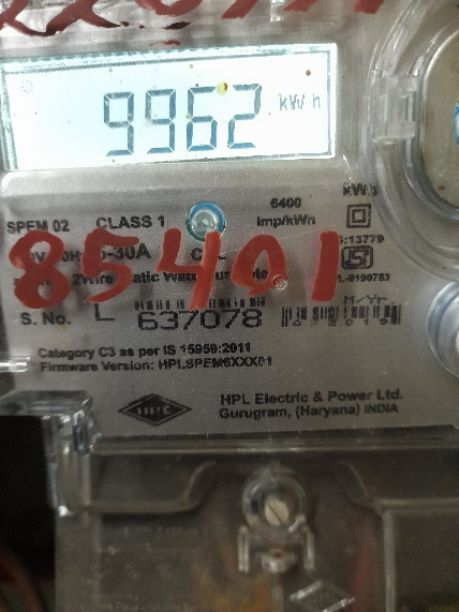 9962 kWh
6400
SPEM 02 CLASS 1 Imp/kWh
85401
S. No. L 637078 M/Yr.
Category C3 as per IS 15959:2011
Firmware Version: HPLSPEM6XXX01
HPL Electric & Power Ltd.
Gurugram, (Haryana) INDIA